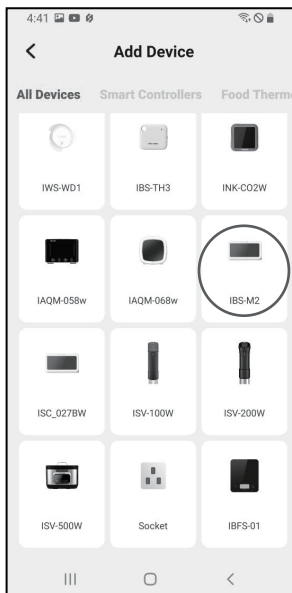 4:41
Add Device
All Devices Smart Controllers Food Thermo
IWS-WD1 IBS-TH3 INK-CO2W
IAQM-058w IAQM-068w IBS-M2
ISC_027BW ISV-100W ISV-200W
ISV-500W Socket IBFS-01